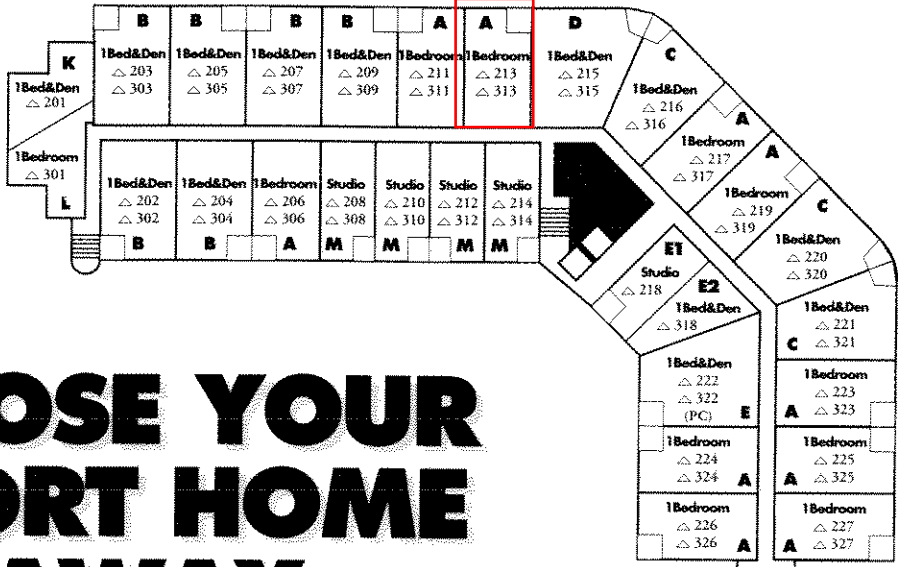 B B B B A A D
K
1Bed&Den
△ 201
1Bed&Den
△ 203
△ 303
1Bed&Den
△ 205
△ 305
1Bed&Den
△ 207
△ 307
1Bed&Den
△ 209
△ 309
1Bedroom
△ 211
△ 311
1Bedroom
△ 213
△ 313
1Bed&Den
△ 215
△ 315
C
1Bed&Den
△ 216
△ 316
A
1Bedroom
△ 217
△ 317
A
1Bedroom
△ 219
△ 319
C
1Bed&Den
△ 220
△ 320
1Bedroom
△ 301
L
1Bed&Den
△ 202
△ 302
B
1Bed&Den
△ 204
△ 304
B
1Bedroom
△ 206
△ 306
A
Studio
△ 208
△ 308
M
Studio
△ 210
△ 310
M
Studio
△ 212
△ 312
M
Studio
△ 214
△ 314
M
E1
Studio
△ 218
E2
1Bed&Den
△ 318
1Bed&Den
△ 221
△ 321
C
1Bed&Den
△ 222
△ 322
(PC)
E
1Bedroom
△ 223
△ 323
A
1Bedroom
△ 224
△ 324
A
1Bedroom
△ 225
△ 325
A
1Bedroom
△ 226
△ 326
A
1Bedroom
△ 227
△ 327
A
OSE YOUR
ORT HOME
AWAY